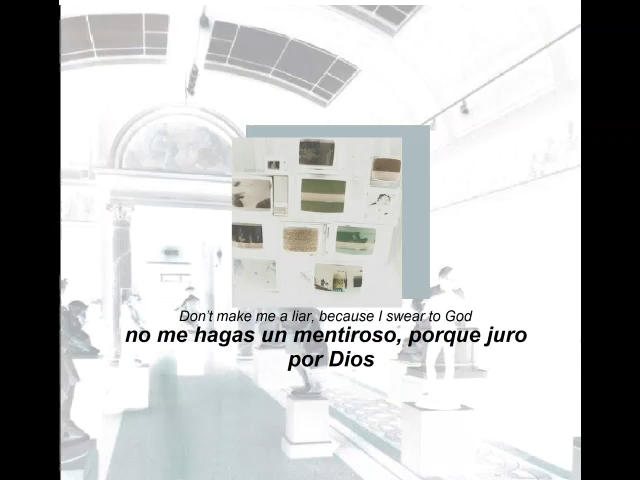 Don't make me a liar, because I swear to God
no me hagas un mentiroso, porque juro
por Dios